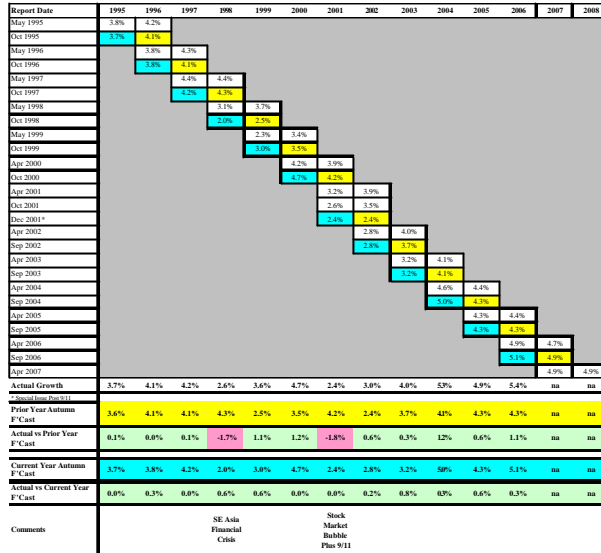 Report Date 1995 1996 1997 1998 1999 2000 2001 2002 2003 2004 2005 2006 2007 2008
May 1995 3.8% 4.2%
Oct 1995 3.7% 4.1%
May 1996 3.8% 4.3%
Oct 1996 3.8% 4.1%
May 1997 4.4% 4.4%
Oct 1997 4.2% 4.3%
May 1998 3.1% 3.7%
Oct 1998 2.0% 2.5%
May 1999 2.3% 3.4%
Oct 1999 3.0% 3.5%
Apr 2000 4.2% 3.9%
Oct 2000 4.7% 4.2%
Apr 2001 3.2% 3.9%
Oct 2001 2.6% 3.5%
Dec 2001* 2.4% 2.4%
Apr 2002 2.8% 4.0%
Sep 2002 2.8% 3.7%
Apr 2003 3.2% 4.1%
Sep 2003 3.2% 4.1%
Apr 2004 4.6% 4.4%
Sep 2004 5.0% 4.3%
Apr 2005 4.3% 4.4%
Sep 2005 4.3% 4.3%
Apr 2006 4.9% 4.7%
Sep 2006 5.1% 4.9%
Apr 2007 4.9% 4.9%
Actual Growth 3.7% 4.1% 4.2% 2.6% 3.6% 4.7% 2.4% 3.0% 4.0% 5.3% 4.9% 5.4% na na
* Special Issue Post 9/11
Prior Year Autumn F'Cast 3.6% 4.1% 4.1% 4.3% 2.5% 3.5% 4.2% 2.4% 3.7% 4.1% 4.3% 4.3% na na
Actual vs Prior Year F'Cast 0.1% 0.0% 0.1% -1.7% 1.1% 1.2% -1.8% 0.6% 0.3% 1.2% 0.6% 1.1% na na
Current Year Autumn F'Cast 3.7% 3.8% 4.2% 2.0% 3.0% 4.7% 2.4% 2.8% 3.2% 5.0% 4.3% 5.1% na na
Actual vs Current Year F'Cast 0.0% 0.3% 0.0% 0.6% 0.6% 0.0% 0.0% 0.2% 0.8% 0.3% 0.6% 0.3% na na
Comments
SE Asia
Financial
Crisis
Stock
Market
Bubble
Plus 9/11